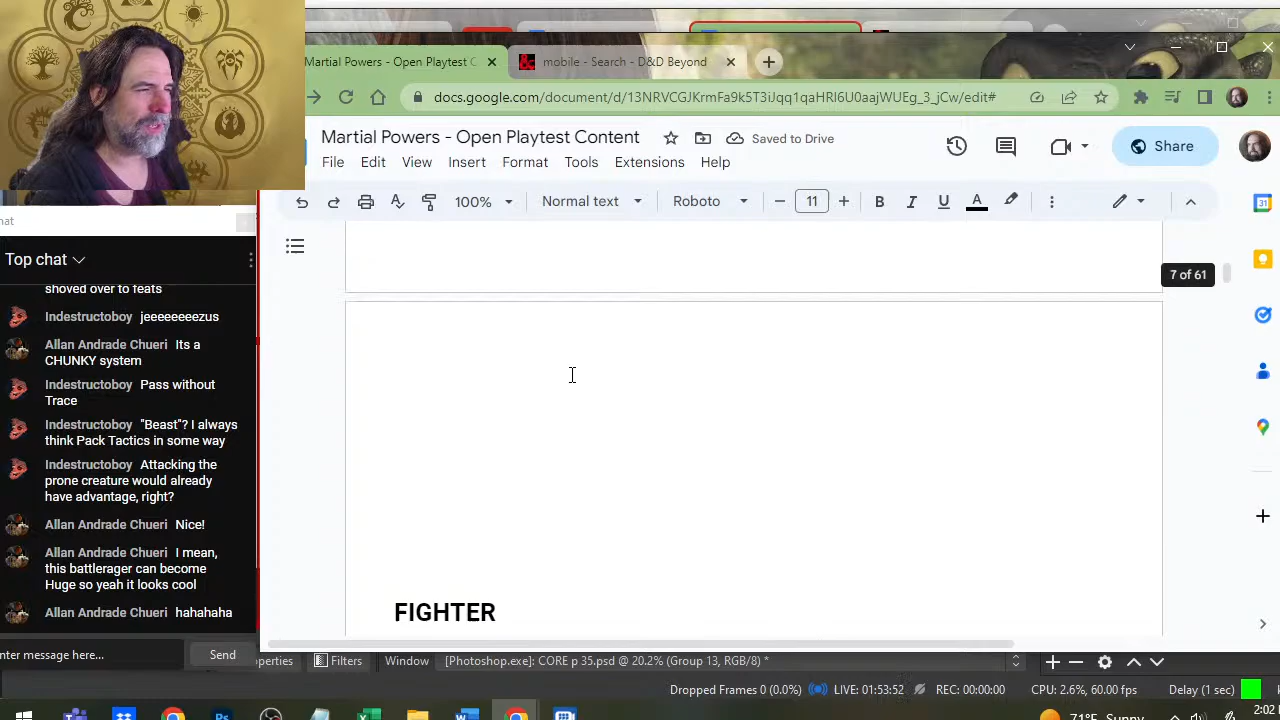 Martial Powers - Open Playtest C
mobile - Search - D&D Beyond
docs.google.com/document/d/13NRVCGJKrmFa9k5T3iJqq1qaHRI6U0aajWUEg_3_jCw/edit#
Martial Powers - Open Playtest Content
Saved to Drive
File Edit View Insert Format Tools Extensions Help
Share
100% Normal text Roboto 11 B I U A
7 of 61
FIGHTER
hat
Top chat
shoved over to feats
Indestructoboy jeeeeeeezus
Allan Andrade Chueri Its a
CHUNKY system
Indestructoboy Pass without
Trace
Indestructoboy "Beast"? I always
think Pack Tactics in some way
Indestructoboy Attacking the
prone creature would already
have advantage, right?
Allan Andrade Chueri Nice!
Allan Andrade Chueri I mean,
this battlerager can become
Huge so yeah it looks cool
Allan Andrade Chueri hahahaha
nter message here...
Send
operties Filters Window [Photoshop.exe]: CORE p 35.psd @ 20.2% (Group 13, RGB/8) *
Dropped Frames 0 (0.0%) LIVE: 01:53:52 REC: 00:00:00 CPU: 2.6%, 60.00 fps Delay (1 sec)
71°F Sunny
2:02